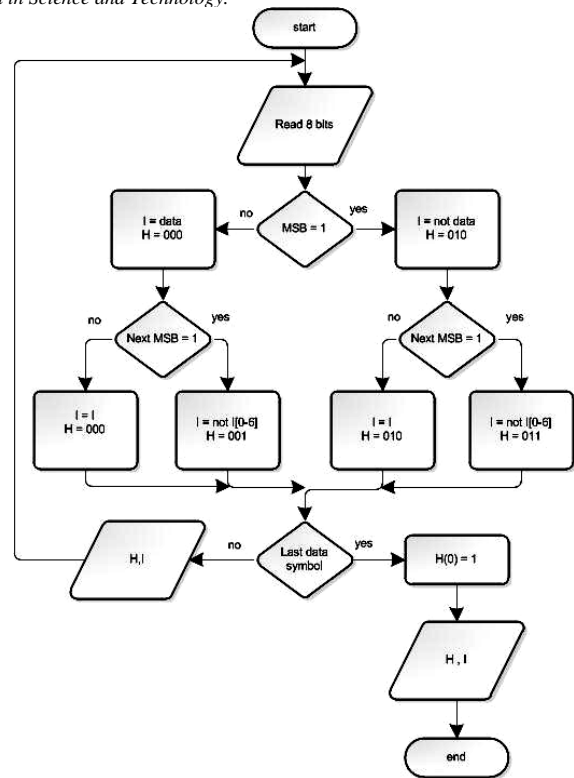 in Science and Technology.
start
Read 8 bits
no
MSB = 1
yes
I = data
H = 000
I = not data
H = 010
no
Next MSB = 1
yes
no
Next MSB = 1
yes
I = I
H = 000
I = not I[0-6]
H = 001
I = I
H = 010
I = not I[0-6]
H = 011
H,I
no
Last data
symbol
yes
H(0) = 1
H , I
end